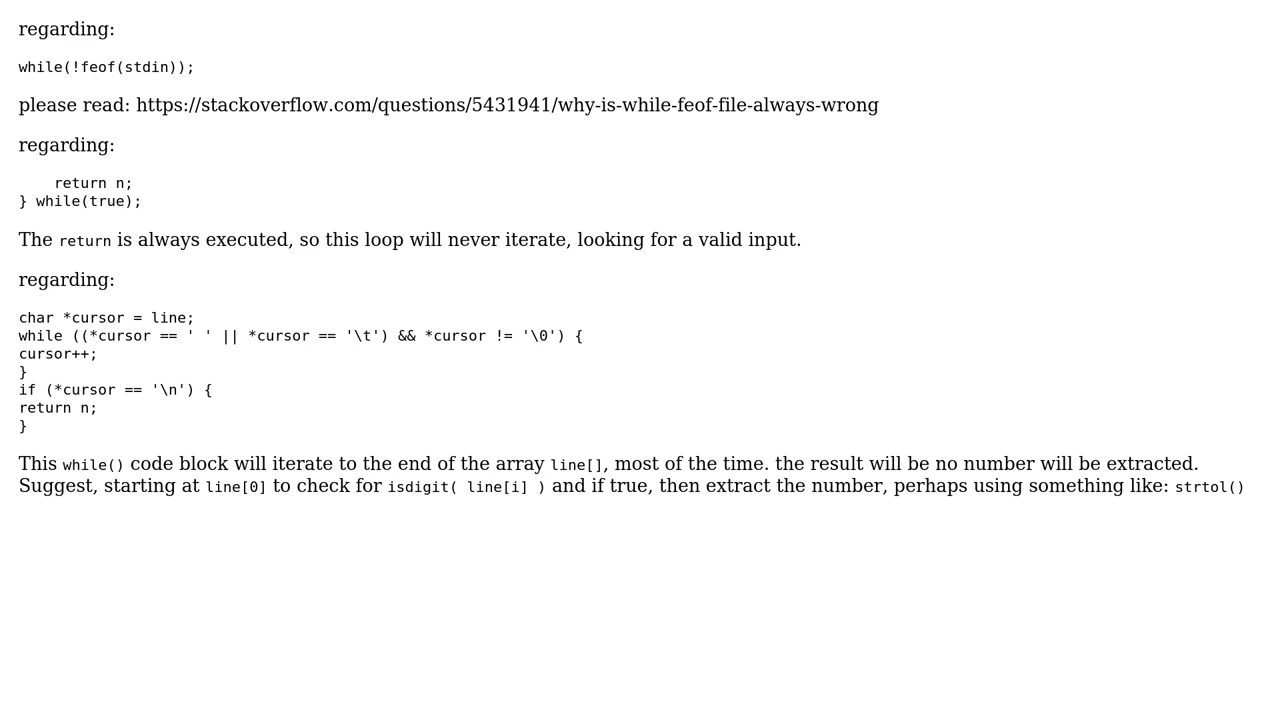 regarding:
while(!feof(stdin));
please read: https://stackoverflow.com/questions/5431941/why-is-while-feof-file-always-wrong
regarding:
    return n;
} while(true);
The return is always executed, so this loop will never iterate, looking for a valid input.
regarding:
char *cursor = line;
while ((*cursor == ' ' || *cursor == '\t') && *cursor != '\0') {
cursor++;
}
if (*cursor == '\n') {
return n;
}
This while() code block will iterate to the end of the array line[], most of the time. the result will be no number will be extracted.
Suggest, starting at line[0] to check for isdigit( line[i] ) and if true, then extract the number, perhaps using something like: strtol()